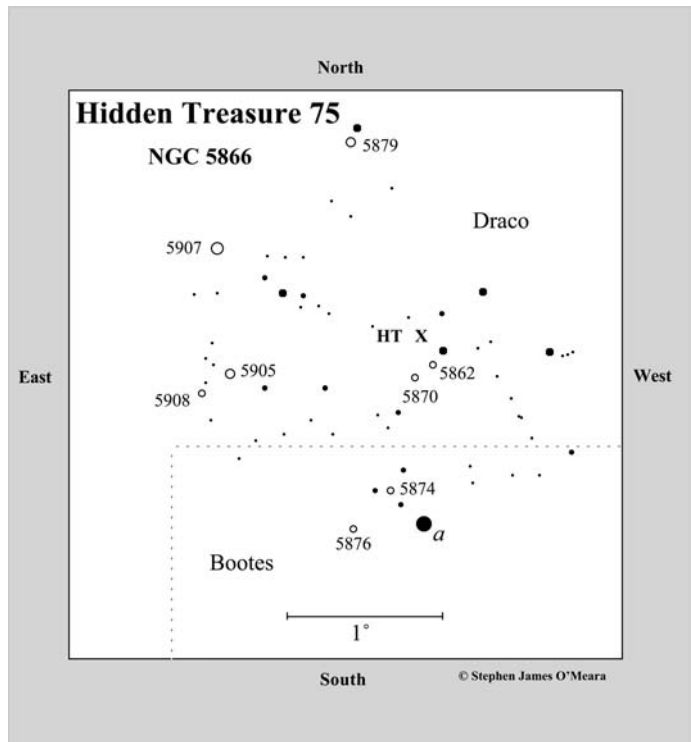 North
Hidden Treasure 75
NGC 5866
5879
Draco
5907
HT X
East
West
5905
5862
5908
5870
5874
a
5876
Bootes
1°
South
© Stephen James O'Meara